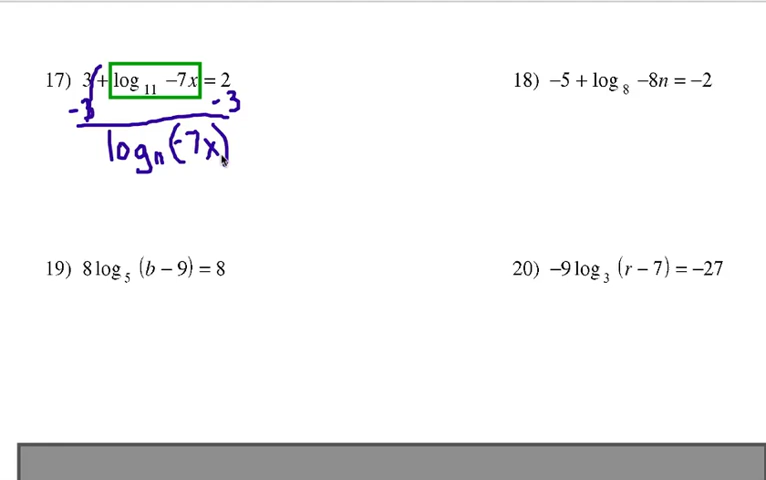 17) 3 + log ₁₁ −7x = 2
-3 -3
log₁₁(-7x)
18) −5 + log ₈ −8n = −2
19) 8 log ₅ (b − 9) = 8
20) −9 log ₃ (r − 7) = −27